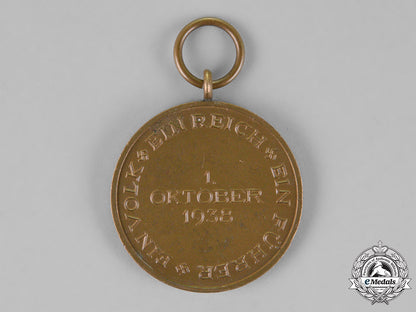 EIN VOLK EIN REICH EIN FÜHRER
1.
OKTOBER
1938
eMedals